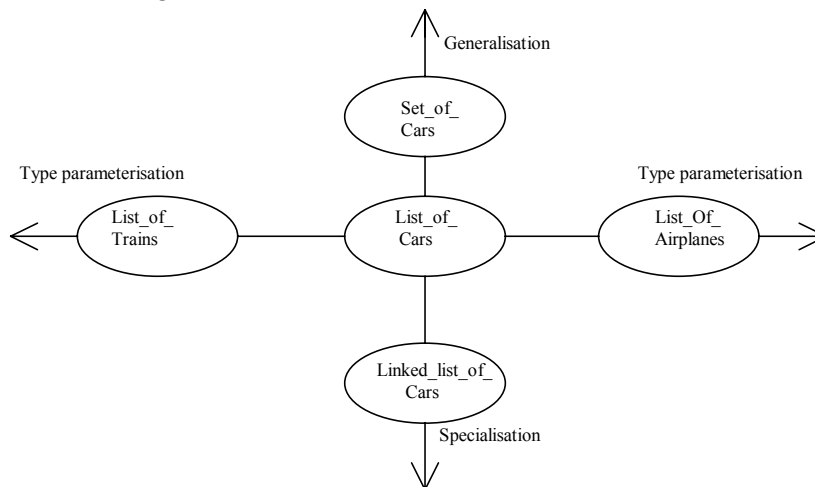 Generalisation
Set_of_
Cars
Type parameterisation
Type parameterisation
List_of_
Trains
List_of_
Cars
List_Of_
Airplanes
Linked_list_of_
Cars
Specialisation